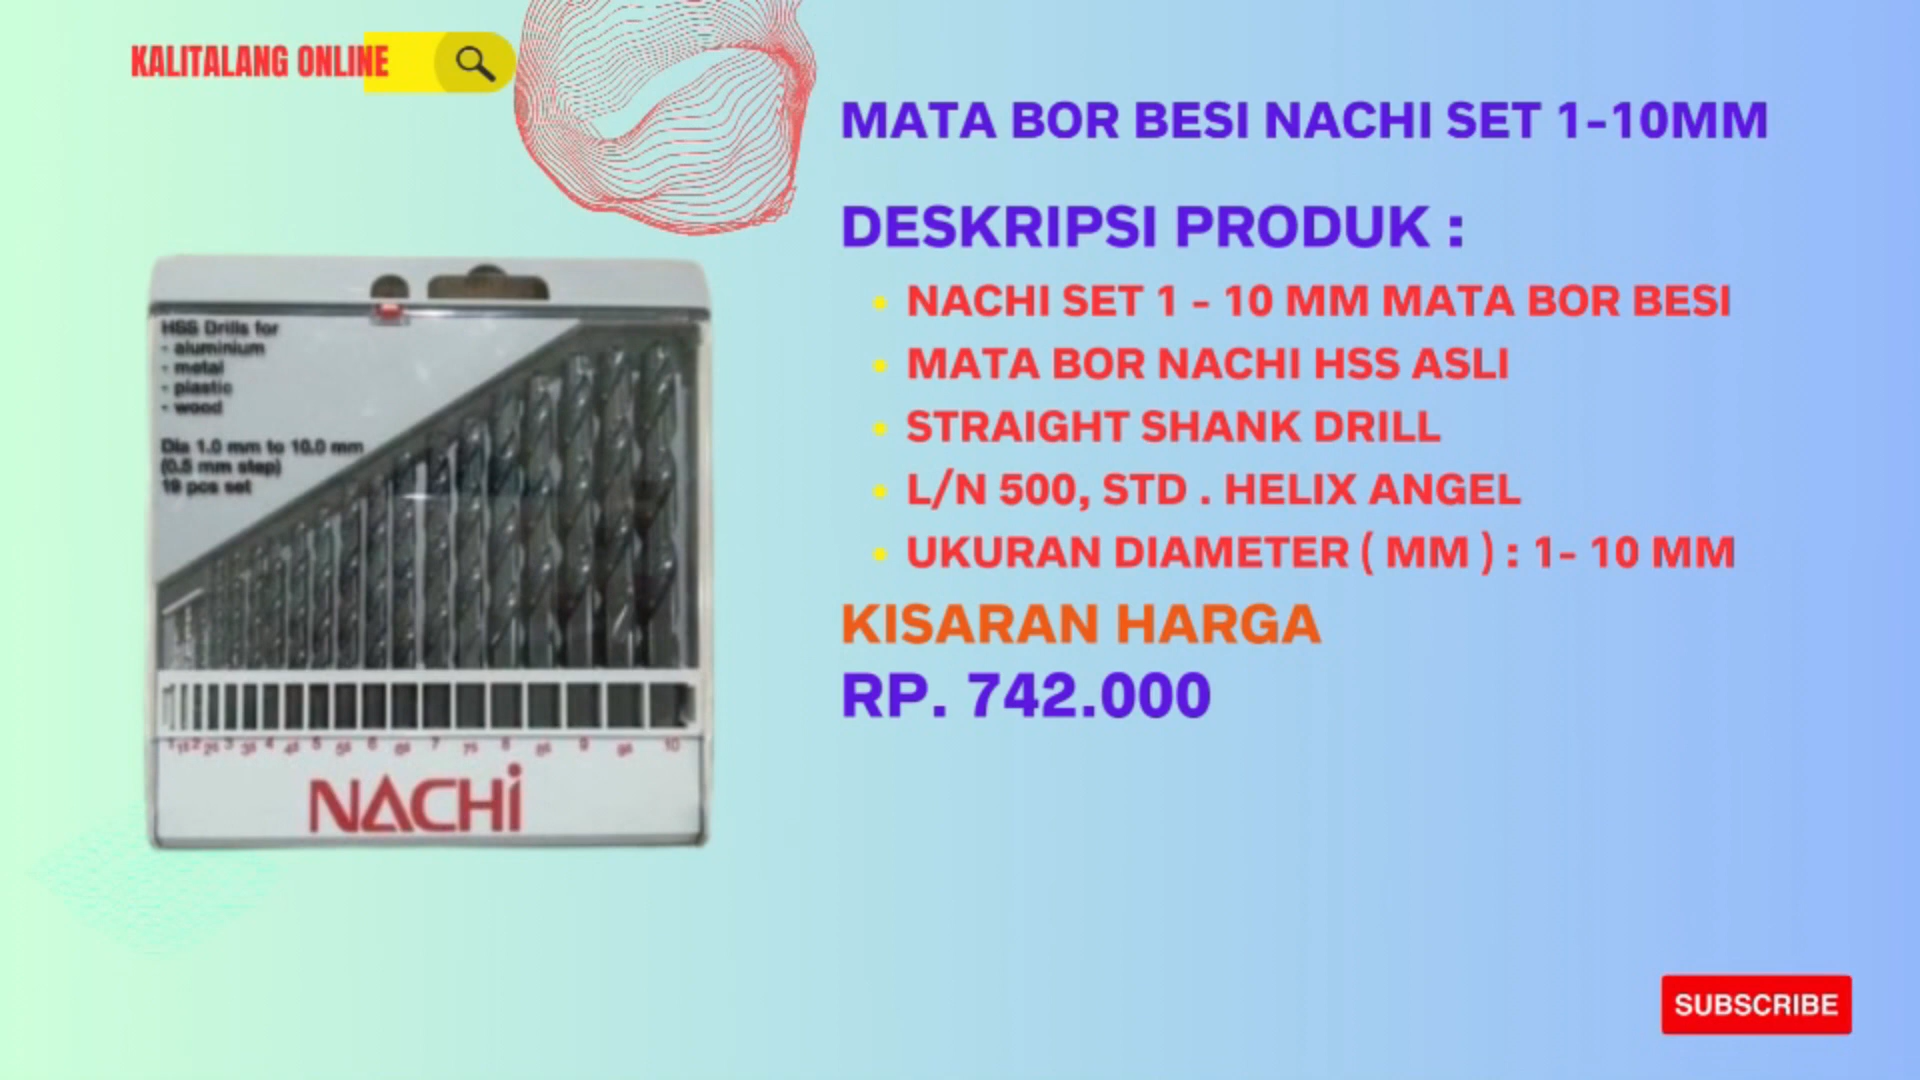 KALITALANG ONLINE
MATA BOR BESI NACHI SET 1-10MM
DESKRIPSI PRODUK :
NACHI SET 1 - 10 MM MATA BOR BESI
MATA BOR NACHI HSS ASLI
STRAIGHT SHANK DRILL
L/N 500, STD . HELIX ANGEL
UKURAN DIAMETER ( MM ) : 1- 10 MM
KISARAN HARGA
RP. 742.000
HSS Drills for
- aluminium
- metal
- plastic
- wood
Dia 1.0 mm to 10.0 mm
(0.5 mm step)
19 pcs set
NACHi
SUBSCRIBE